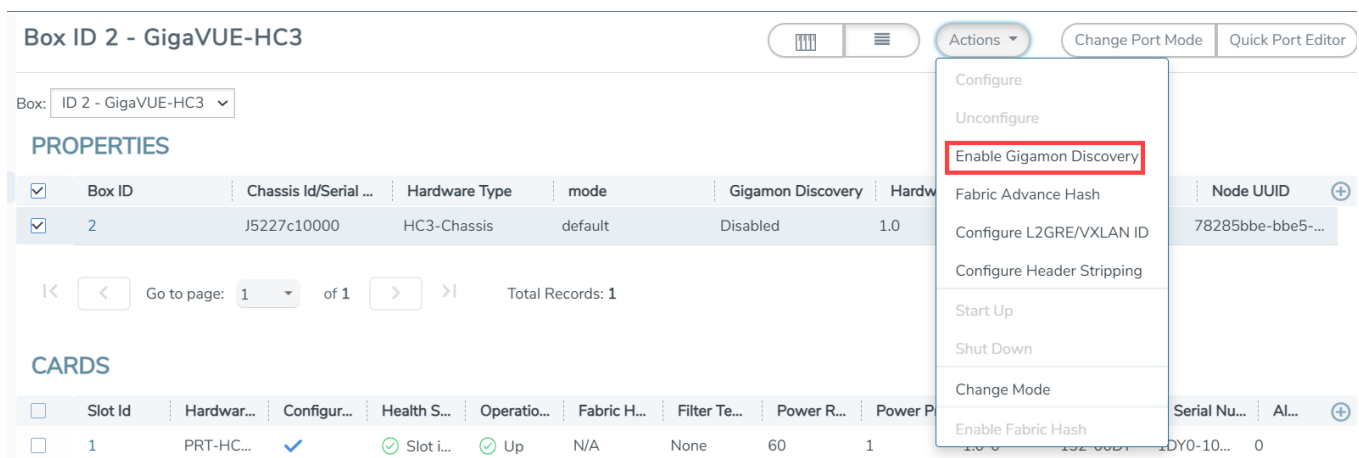 Box ID 2 - GigaVUE-HC3
Actions
Change Port Mode
Quick Port Editor
Box: ID 2 - GigaVUE-HC3
Configure
Unconfigure
Enable Gigamon Discovery
Fabric Advance Hash
Configure L2GRE/VXLAN ID
Configure Header Stripping
Start Up
Shut Down
Change Mode
Enable Fabric Hash
PROPERTIES
Box ID Chassis Id/Serial ... Hardware Type mode Gigamon Discovery Hardw Node UUID
2 J5227c10000 HC3-Chassis default Disabled 1.0 78285bbe-bbe5-...
Go to page: 1 of 1 Total Records: 1
CARDS
Slot Id Hardwar... Configur... Health S... Operatio... Fabric H... Filter Te... Power R... Power P Serial Nu... Al...
1 PRT-HC... Slot i... Up N/A None 60 1 1DY0-10... 0